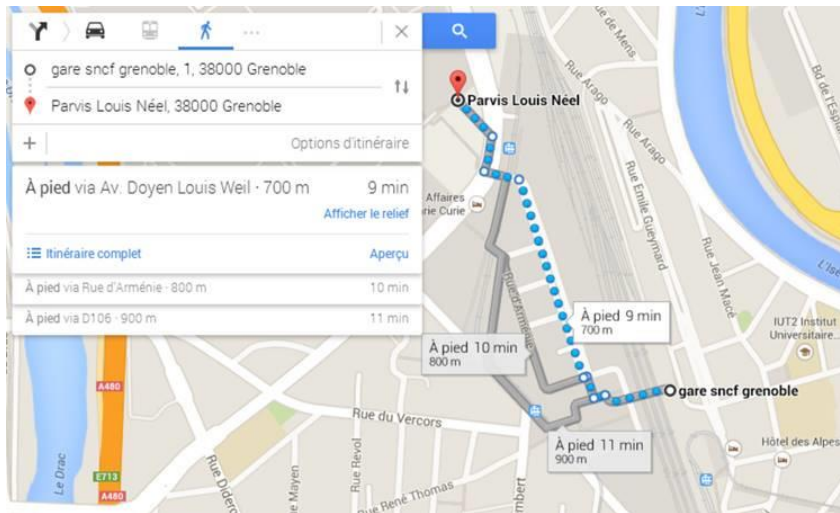 gare sncf grenoble, 1, 38000 Grenoble
Parvis Louis Néel, 38000 Grenoble
Options d'itinéraire
À pied via Av. Doyen Louis Weil · 700 m 9 min
Afficher le relief
Itinéraire complet Aperçu
À pied via Rue d'Arménie · 800 m 10 min
À pied via D106 · 900 m 11 min
Rue de Mens
Bd de l'Esp
Parvis Louis Néel
Rue Arago
Rue Arago
Affaires
rie Curie
Rue Emile Gueymard
Rue Jean Macé
L'Isè
Rue d'Arménie
À pied 9 min
700 m
IUT2 Institut
Universitaire...
À pied 10 min
800 m
gare sncf grenoble
A480
Rue du Vercors
À pied 11 min
900 m
Hôtel des Alpes
Le Drac
E713
A480
Rue Diderot
Rue Mayen
Rue Revol
Rue René Thomas
mbert